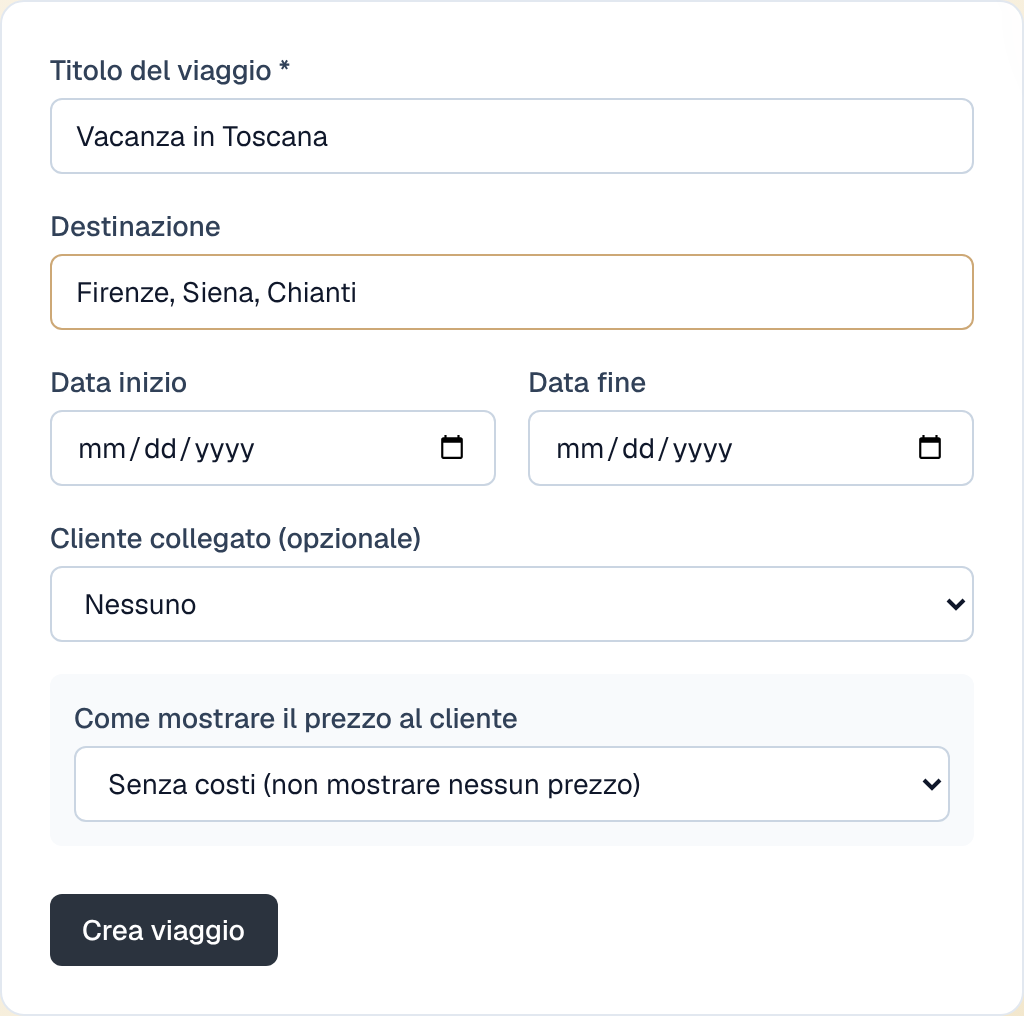 Titolo del viaggio *
Vacanza in Toscana
Destinazione
Firenze, Siena, Chianti
Data inizio
Data fine
mm/dd/yyyy
mm/dd/yyyy
Cliente collegato (opzionale)
Nessuno
Come mostrare il prezzo al cliente
Senza costi (non mostrare nessun prezzo)
Crea viaggio